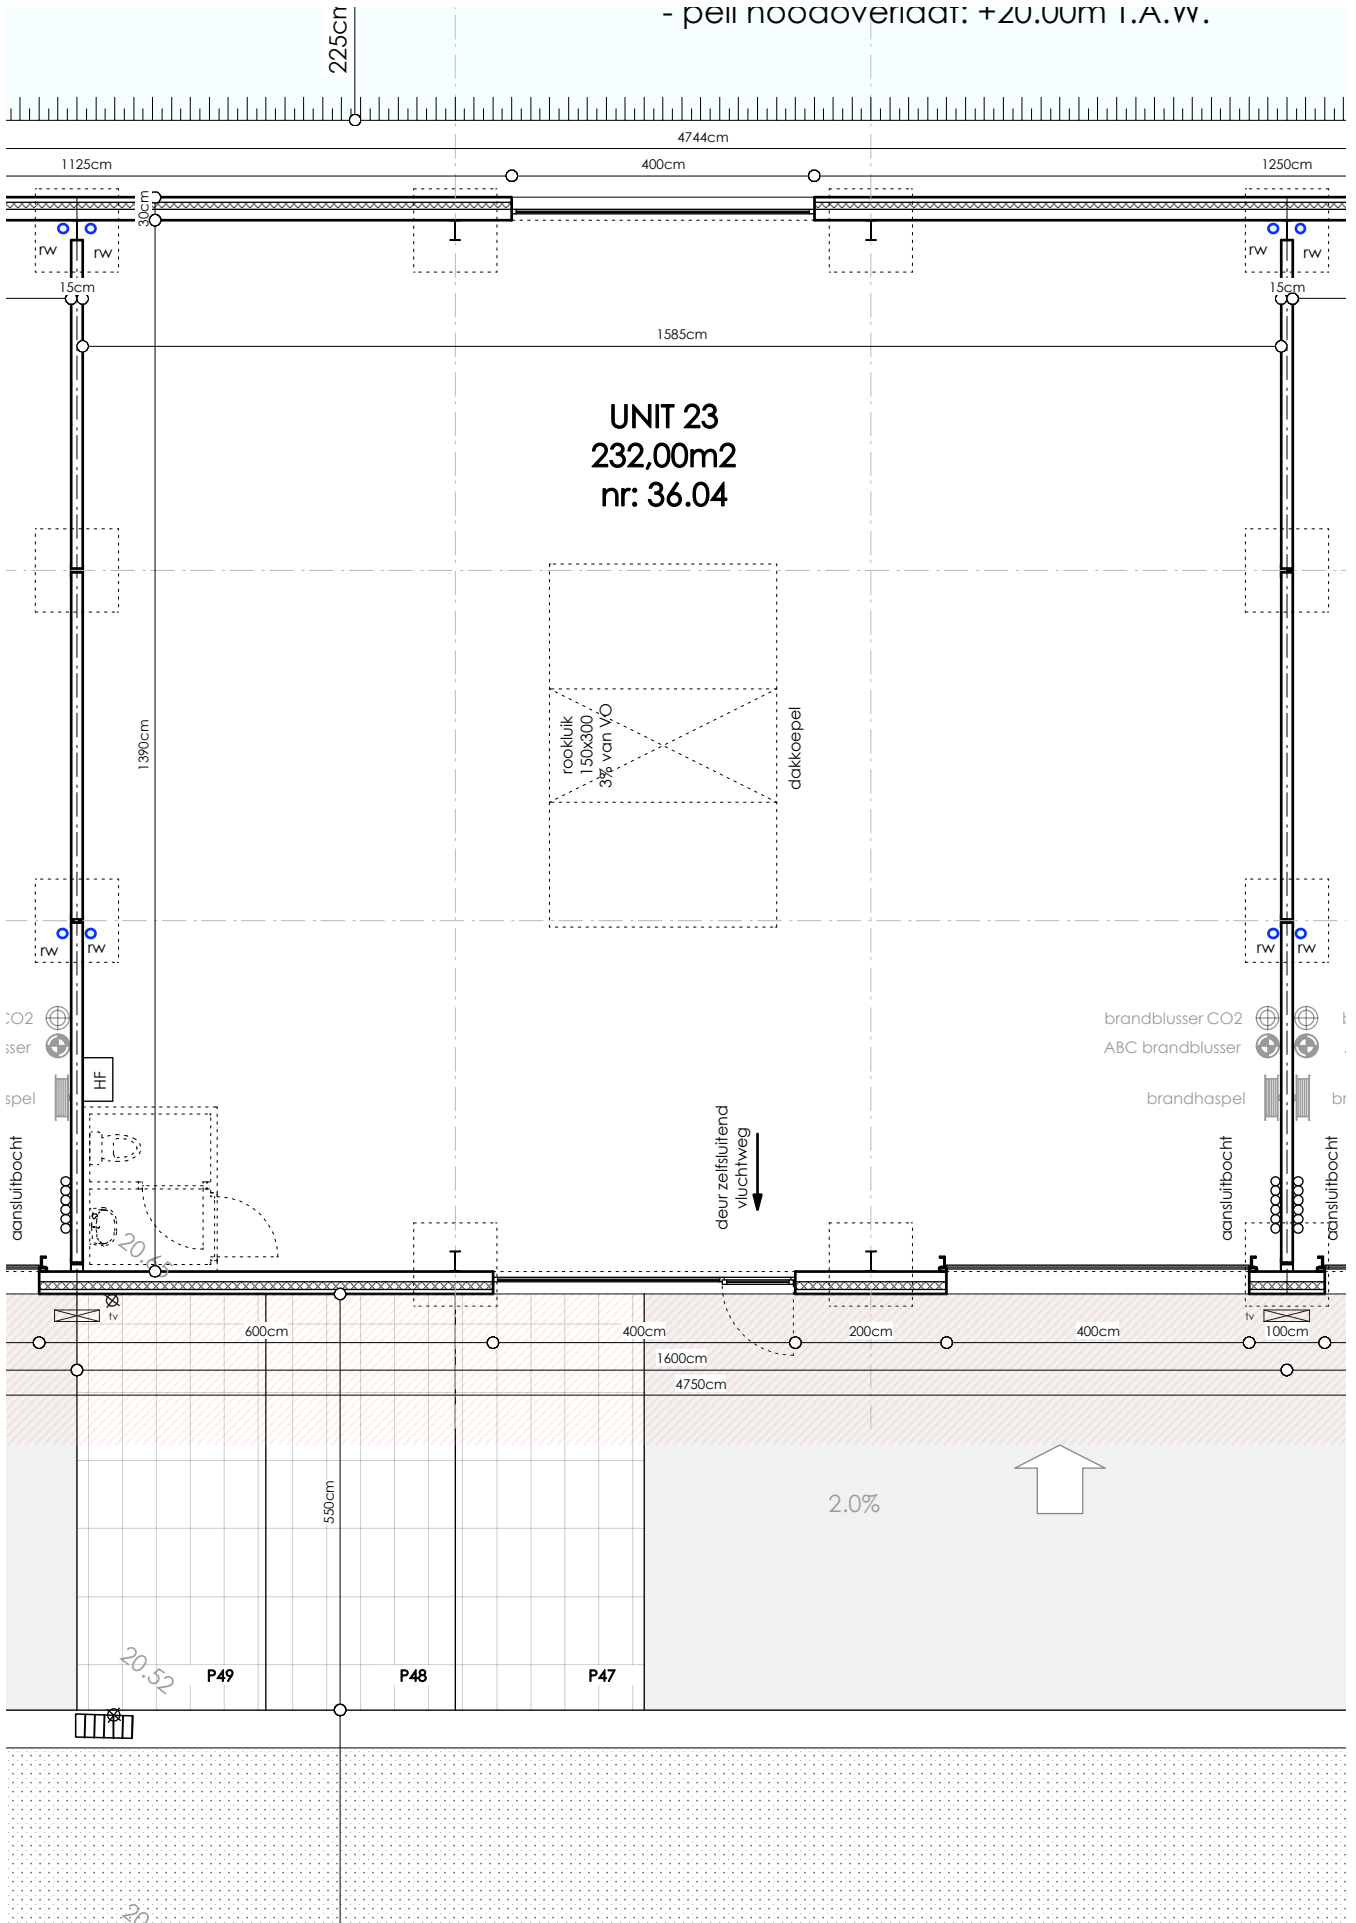 - peil noodoverlaat: +20.00m T.A.W.
225cm
4744cm
1125cm
400cm
1250cm
30cm
rw
rw
rw
rw
15cm
15cm
1585cm
UNIT 23
232,00m2
nr: 36.04
rookluik
150x300
3% van VO
dakkoepel
1390cm
rw
rw
rw
rw
CO2
brandblusser CO2
ABC brandblusser
HF
brandhaspel
aansluitbocht
deur zelfsluitend
vluchtweg
aansluitbocht
aansluitbocht
tv
tv
600cm
400cm
200cm
400cm
100cm
1600cm
4750cm
550cm
2.0%
20.52
P49
P48
P47